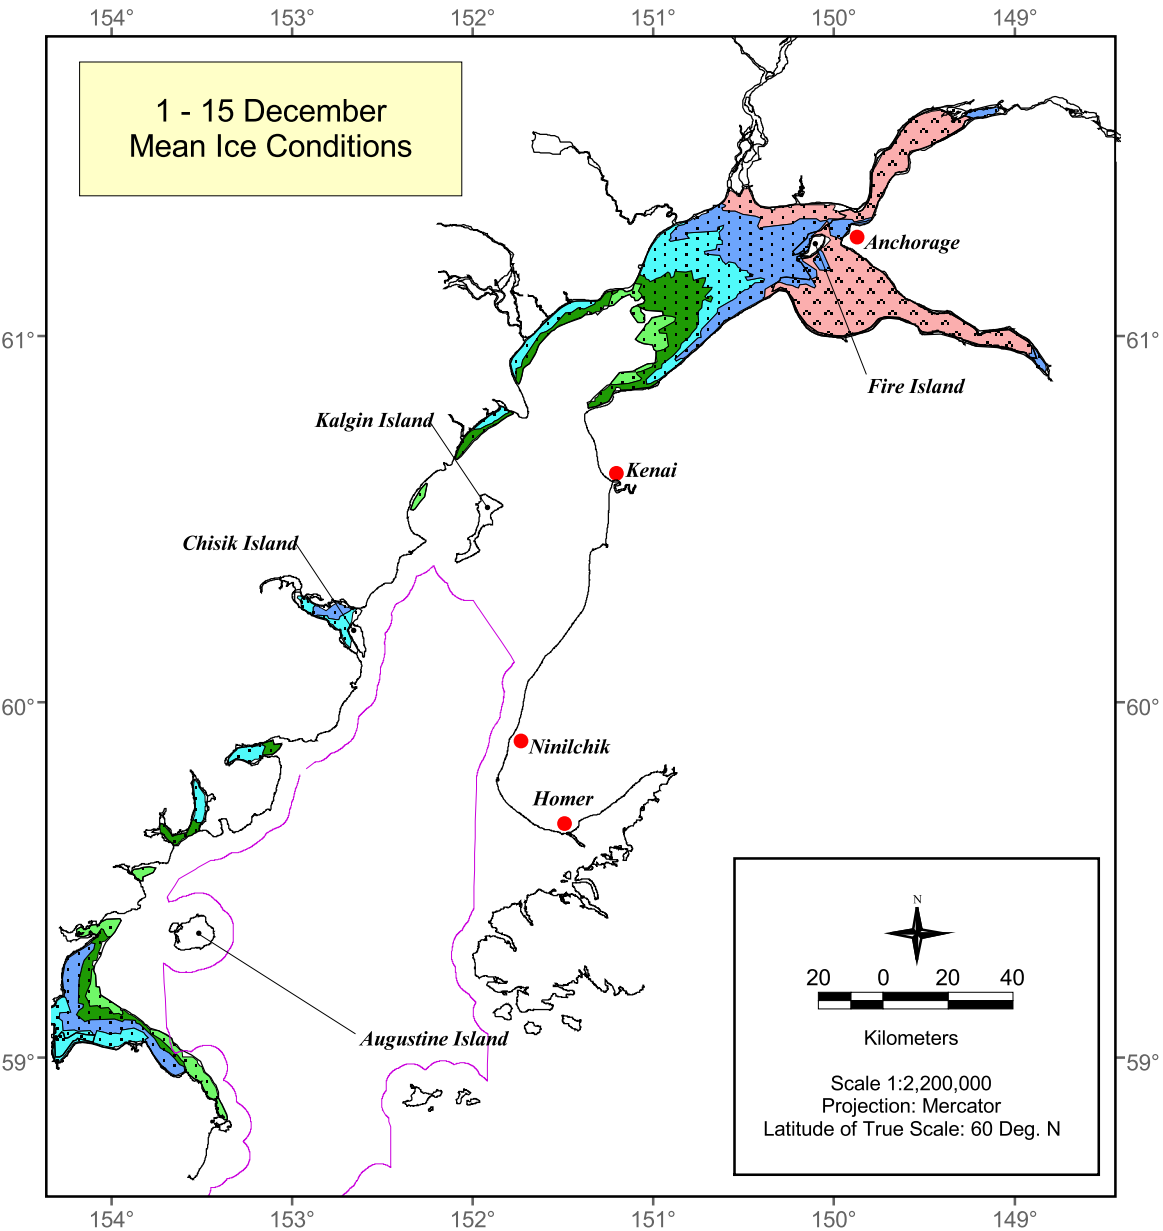 154° 153° 152° 151° 150° 149°
1 - 15 December
Mean Ice Conditions
Anchorage
61° 61°
Fire Island
Kalgin Island
Kenai
Chisik Island
60° 60°
Ninilchik
Homer
N
20 0 20 40
Kilometers
Augustine Island
59° 59°
Scale 1:2,200,000
Projection: Mercator
Latitude of True Scale: 60 Deg. N
154° 153° 152° 151° 150° 149°